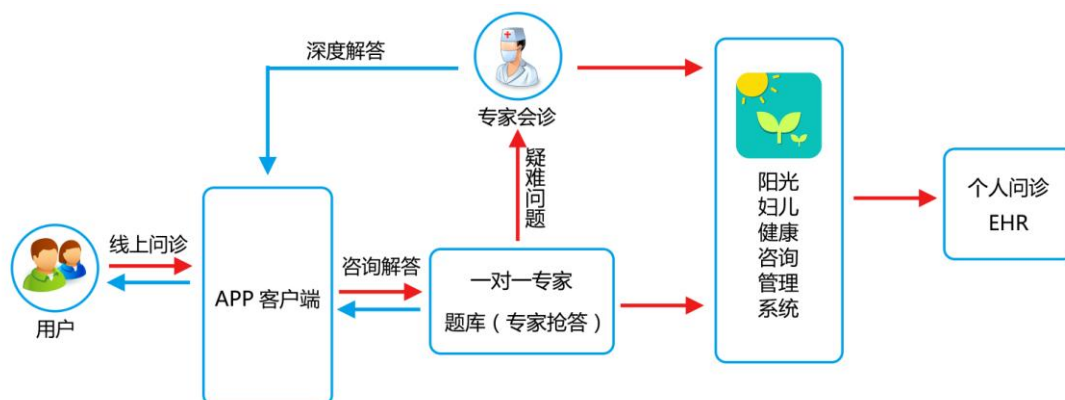 深度解答
专家会诊
疑难问题
阳光
妇儿
健康
咨询
管理
系统
个人问诊
EHR
线上问诊
用户
APP 客户端
咨询解答
一对一专家
题库（专家抢答）